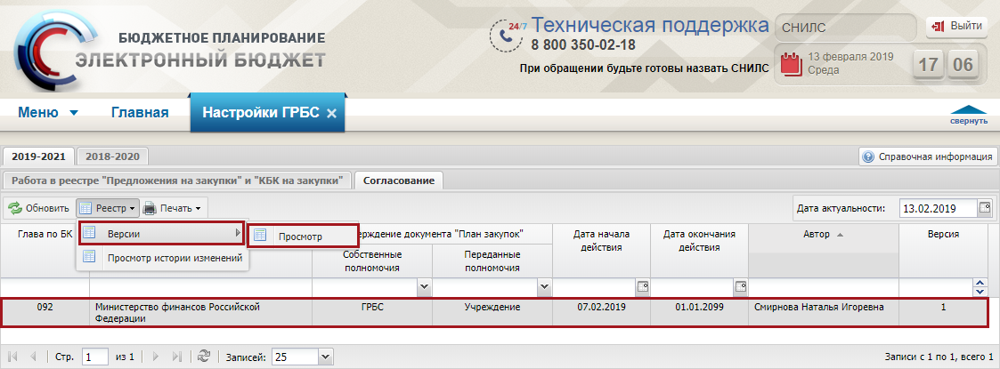 БЮДЖЕТНОЕ ПЛАНИРОВАНИЕ
ЭЛЕКТРОННЫЙ БЮДЖЕТ
24/7 Техническая поддержка
8 800 350-02-18
При обращении будьте готовы назвать СНИЛС
СНИЛС
Выйти
13 февраля 2019
Среда
17 06
Меню Главная Настройки ГРБС
свернуть
2019-2021 2018-2020 Справочная информация
Работа в реестре "Предложения на закупки" и "КБК на закупки" Согласование
Обновить Реестр Печать Дата актуальности: 13.02.2019
Версии Просмотр
Просмотр истории изменений
Глава по БК ерждение документа "План закупок" Дата начала действия Дата окончания действия Автор Версия
Собственные полномочия Переданные полномочия
092 Министерство финансов Российской Федерации ГРБС Учреждение 07.02.2019 01.01.2099 Смирнова Наталья Игоревна 1
Стр. 1 из 1 Записей: 25 Записи с 1 по 1, всего 1